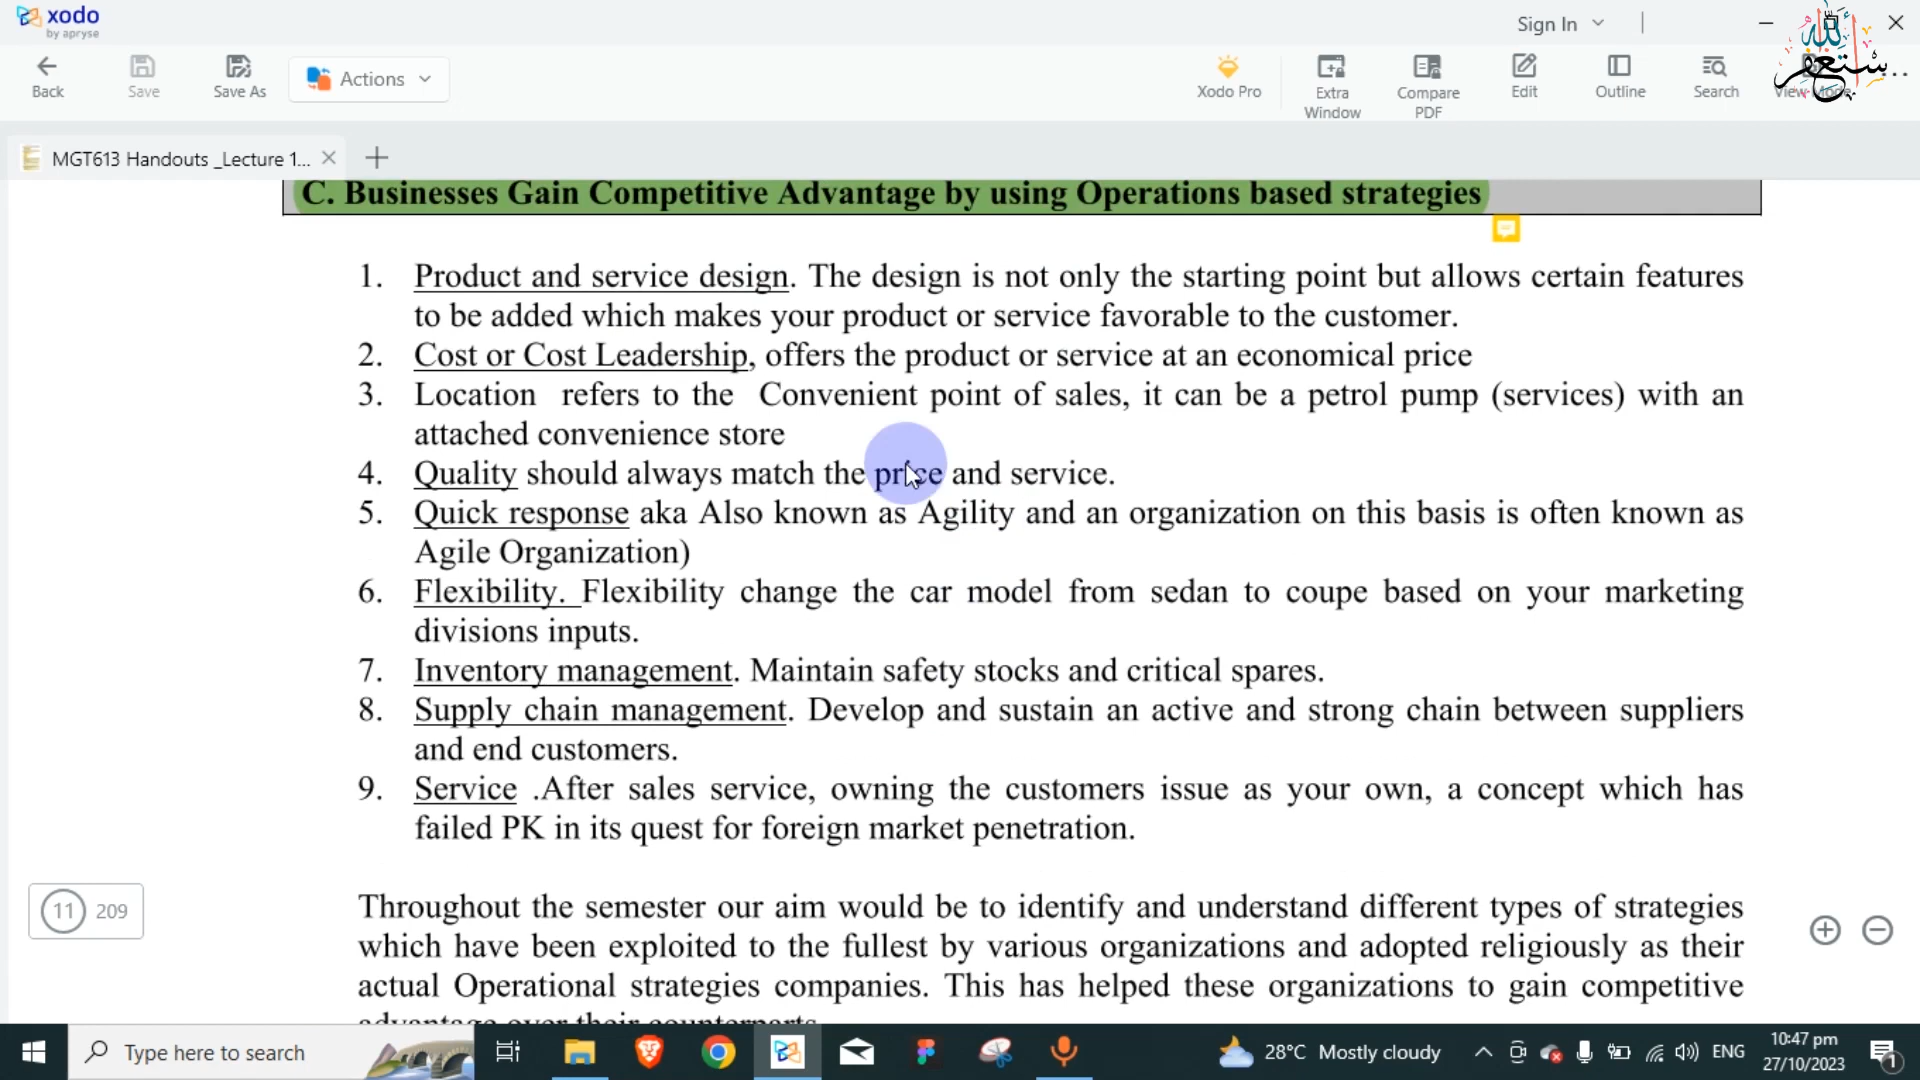 xodo
by apryse
Sign In
Back
Save
Save As
Actions
Xodo Pro
Extra Window
Compare PDF
Edit
Outline
Search
View Mode
MGT613 Handouts _Lecture 1...
C. Businesses Gain Competitive Advantage by using Operations based strategies
1. Product and service design. The design is not only the starting point but allows certain features
to be added which makes your product or service favorable to the customer.
2. Cost or Cost Leadership, offers the product or service at an economical price
3. Location refers to the Convenient point of sales, it can be a petrol pump (services) with an
attached convenience store
4. Quality should always match the price and service.
5. Quick response aka Also known as Agility and an organization on this basis is often known as
Agile Organization)
6. Flexibility. Flexibility change the car model from sedan to coupe based on your marketing
divisions inputs.
7. Inventory management. Maintain safety stocks and critical spares.
8. Supply chain management. Develop and sustain an active and strong chain between suppliers
and end customers.
9. Service .After sales service, owning the customers issue as your own, a concept which has
failed PK in its quest for foreign market penetration.
11 209
Throughout the semester our aim would be to identify and understand different types of strategies
which have been exploited to the fullest by various organizations and adopted religiously as their
actual Operational strategies companies. This has helped these organizations to gain competitive
advantage over their counterparts
Type here to search
28°C Mostly cloudy
ENG
10:47 pm
27/10/2023
1